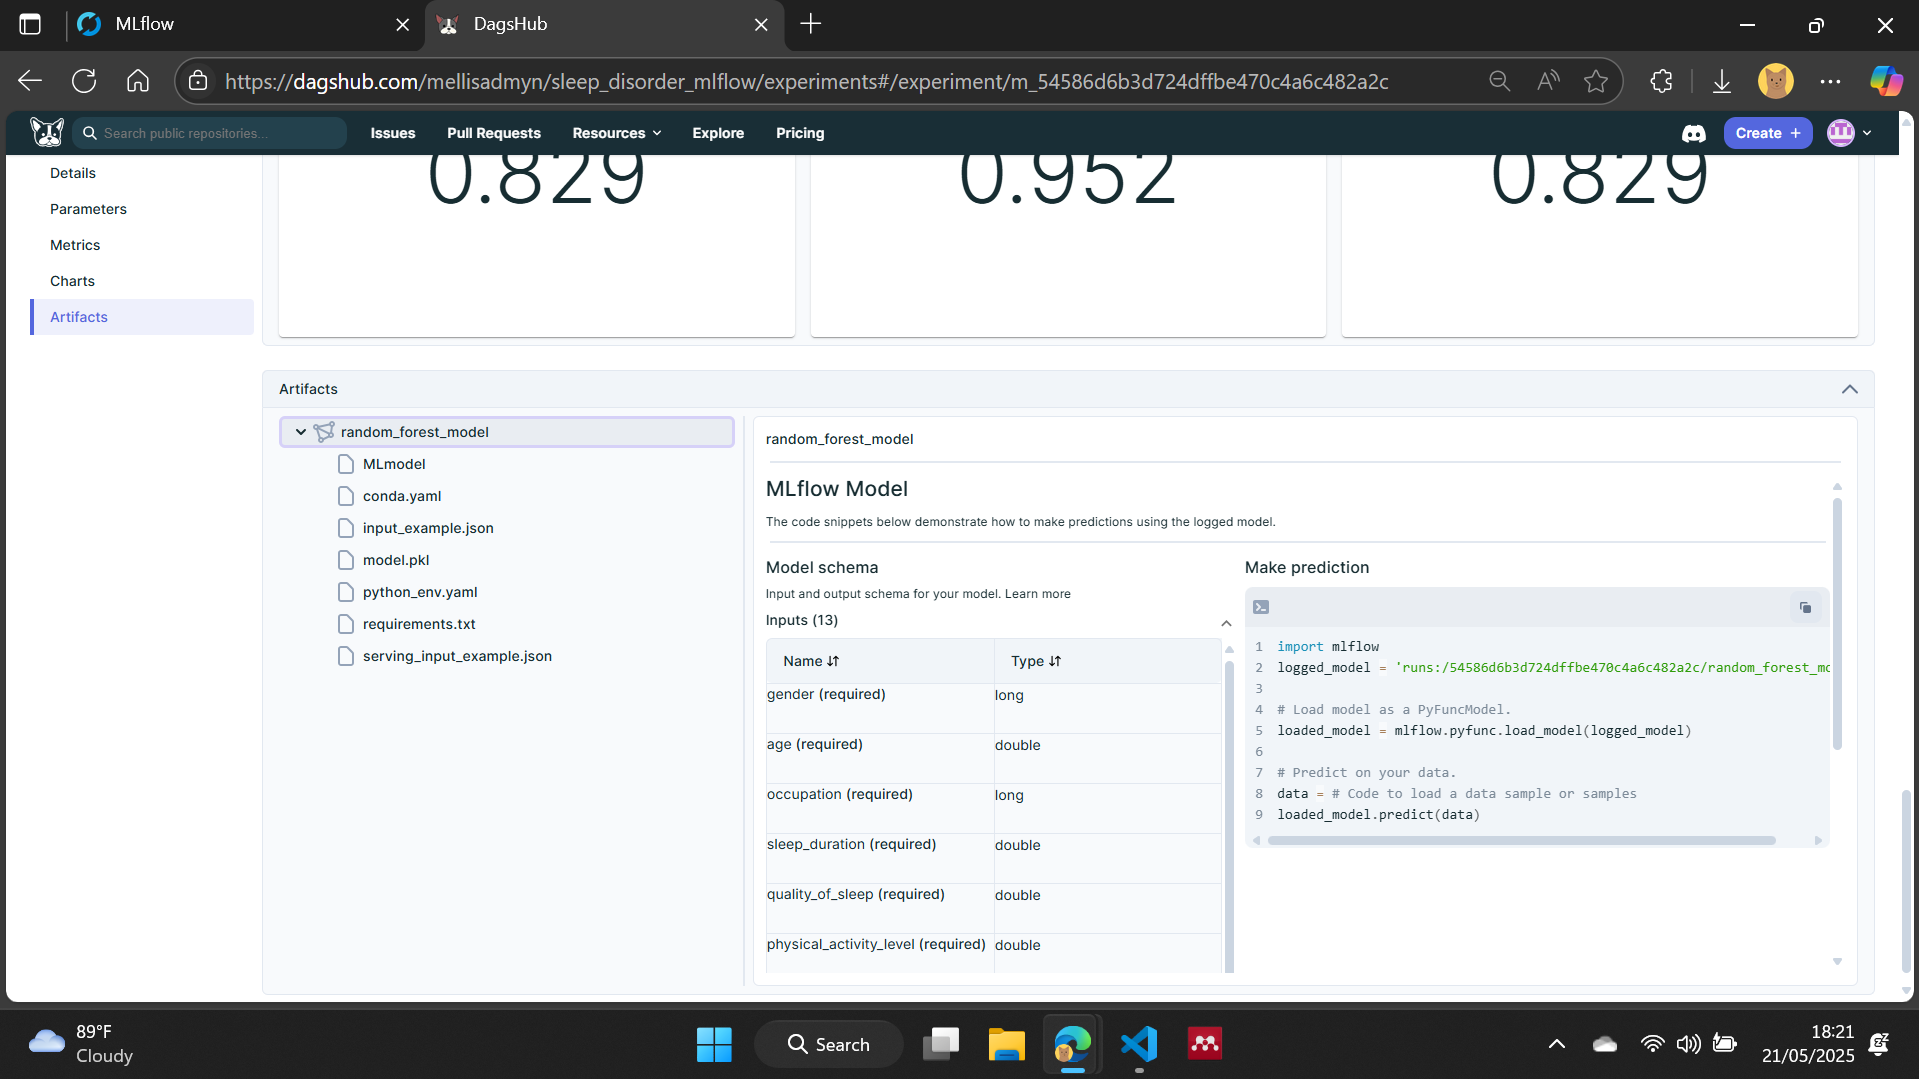 MLflow
DagsHub
https://dagshub.com/mellisadmyn/sleep_disorder_mlflow/experiments#/experiment/m_54586d6b3d724dffbe470c4a6c482a2c
Search public repositories...
Issues
Pull Requests
Resources
Explore
Pricing
Create +
Details
Parameters
Metrics
Charts
Artifacts
0.829
0.952
0.829
Artifacts
random_forest_model
MLmodel
conda.yaml
input_example.json
model.pkl
python_env.yaml
requirements.txt
serving_input_example.json
random_forest_model
MLflow Model
The code snippets below demonstrate how to make predictions using the logged model.
Model schema
Input and output schema for your model. Learn more
Inputs (13)
Name
Type
gender (required)
long
age (required)
double
occupation (required)
long
sleep_duration (required)
double
quality_of_sleep (required)
double
physical_activity_level (required)
double
Make prediction
1 import mlflow
2 logged_model = 'runs:/54586d6b3d724dffbe470c4a6c482a2c/random_forest_mo
3
4 # Load model as a PyFuncModel.
5 loaded_model = mlflow.pyfunc.load_model(logged_model)
6
7 # Predict on your data.
8 data = # Code to load a data sample or samples
9 loaded_model.predict(data)
89°F
Cloudy
Search
18:21
21/05/2025